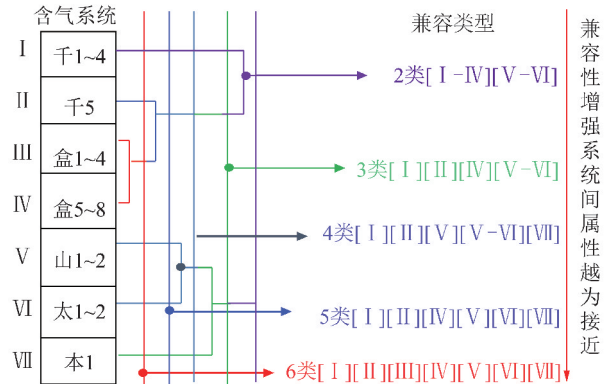 含气系统
兼容类型
Ⅰ 千1~4
Ⅱ 千5
Ⅲ 盒1~4
Ⅳ 盒5~8
Ⅴ 山1~2
Ⅵ 太1~2
Ⅶ 本1
2类[Ⅰ-Ⅳ][Ⅴ-Ⅵ]
3类[Ⅰ][Ⅱ][Ⅳ][Ⅴ-Ⅵ]
4类[Ⅰ][Ⅱ][Ⅴ][Ⅴ-Ⅵ][Ⅶ]
5类[Ⅰ][Ⅱ][Ⅳ][Ⅴ][Ⅵ][Ⅶ]
6类[Ⅰ][Ⅱ][Ⅲ][Ⅳ][Ⅴ][Ⅵ][Ⅶ]
兼容性增强系统间属性越为接近